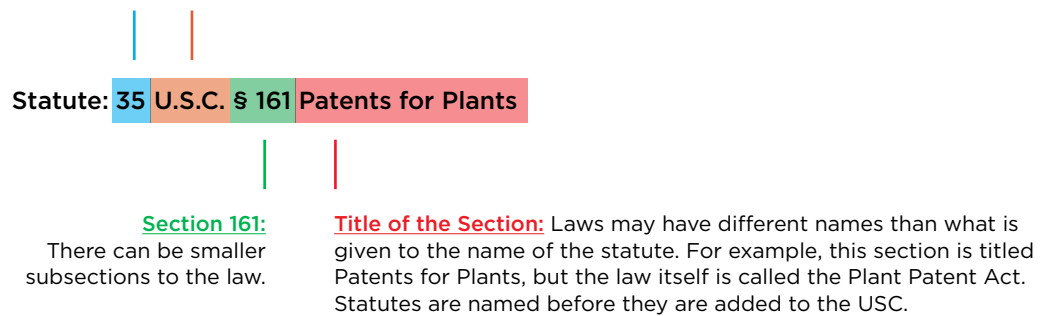 Statute: 35 U.S.C. § 161 Patents for Plants
Section 161:
There can be smaller
subsections to the law.
Title of the Section: Laws may have different names than what is
given to the name of the statute. For example, this section is titled
Patents for Plants, but the law itself is called the Plant Patent Act.
Statutes are named before they are added to the USC.